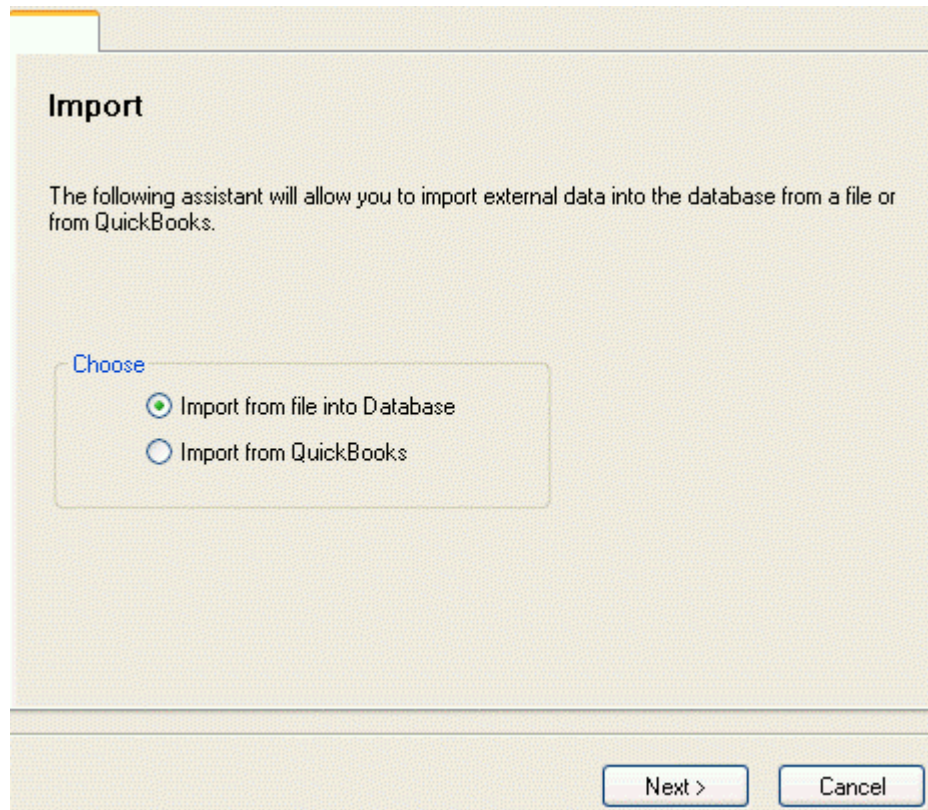 Import
The following assistant will allow you to import external data into the database from a file or
from QuickBooks.
Choose
Import from file into Database
Import from QuickBooks
Next >
Cancel